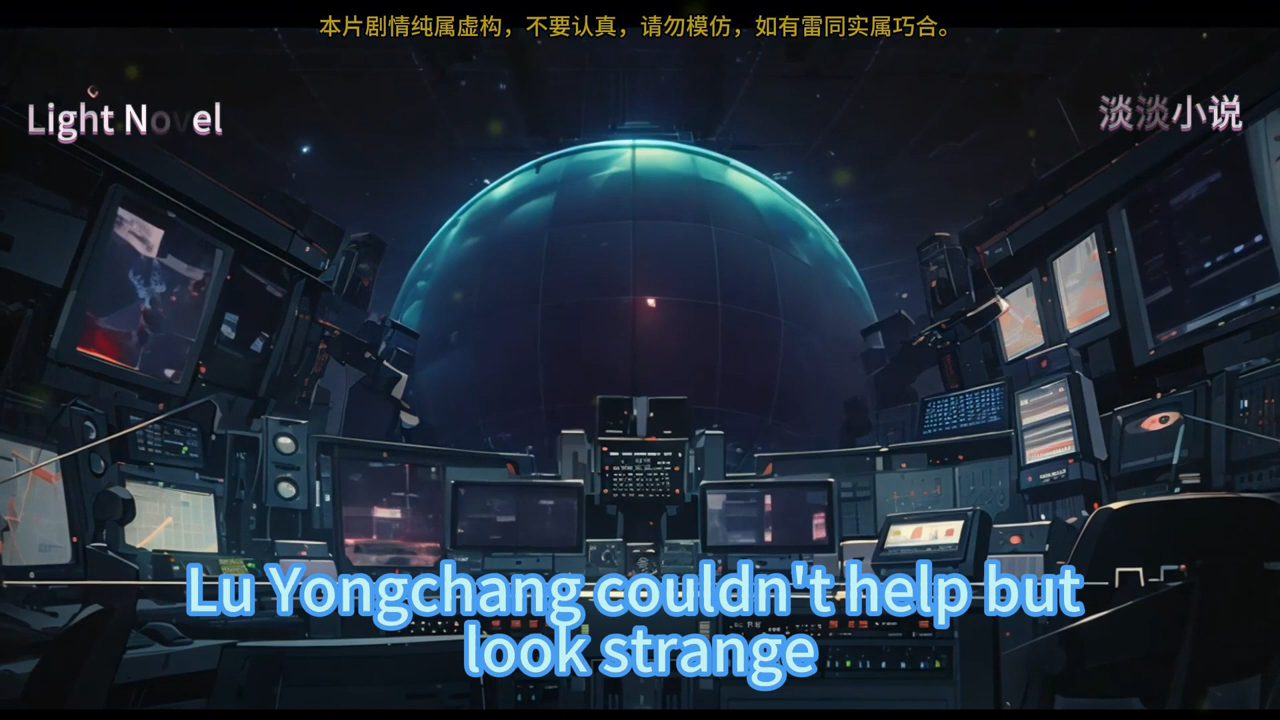 本片剧情纯属虚构，不要认真，请勿模仿，如有雷同实属巧合。
Light Novel
淡淡小说
Lu Yongchang couldn't help but
look strange